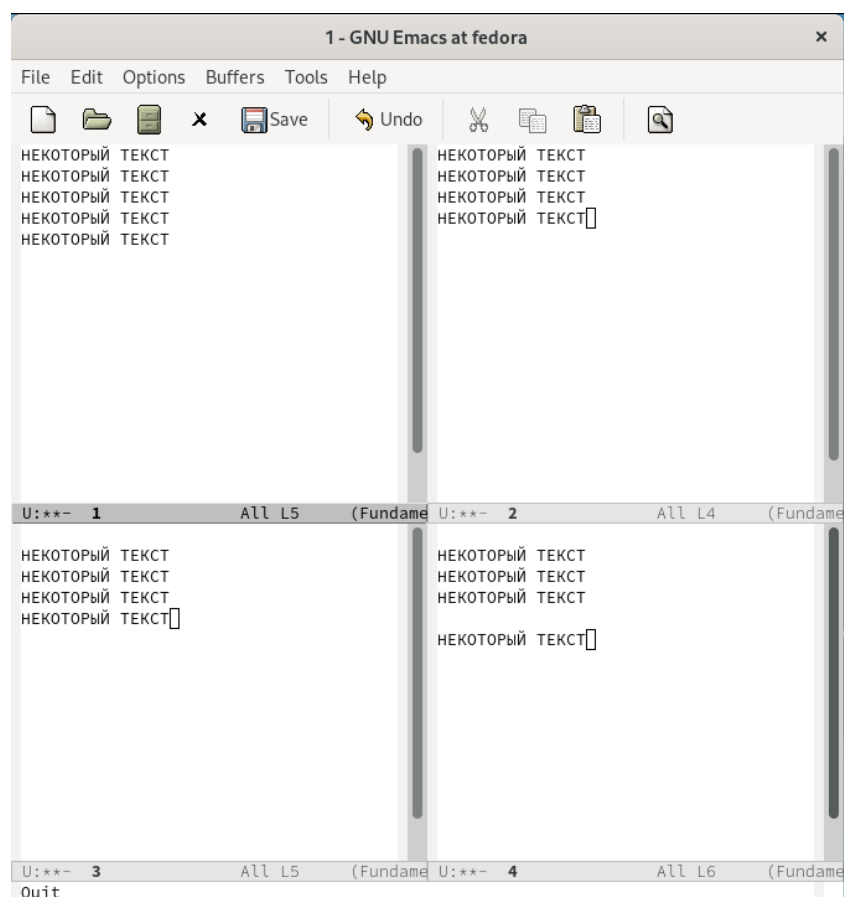 1 - GNU Emacs at fedora ×
File Edit Options Buffers Tools Help
Save Undo
НЕКОТОРЫЙ ТЕКСТ
НЕКОТОРЫЙ ТЕКСТ
НЕКОТОРЫЙ ТЕКСТ
НЕКОТОРЫЙ ТЕКСТ
НЕКОТОРЫЙ ТЕКСТ
U:**- 1 All L5 (Fundame
НЕКОТОРЫЙ ТЕКСТ
НЕКОТОРЫЙ ТЕКСТ
НЕКОТОРЫЙ ТЕКСТ
НЕКОТОРЫЙ ТЕКСТ
U:**- 2 All L4 (Fundame
НЕКОТОРЫЙ ТЕКСТ
НЕКОТОРЫЙ ТЕКСТ
НЕКОТОРЫЙ ТЕКСТ
НЕКОТОРЫЙ ТЕКСТ
U:**- 3 All L5 (Fundame
НЕКОТОРЫЙ ТЕКСТ
НЕКОТОРЫЙ ТЕКСТ
НЕКОТОРЫЙ ТЕКСТ
НЕКОТОРЫЙ ТЕКСТ
U:**- 4 All L6 (Fundame
Quit